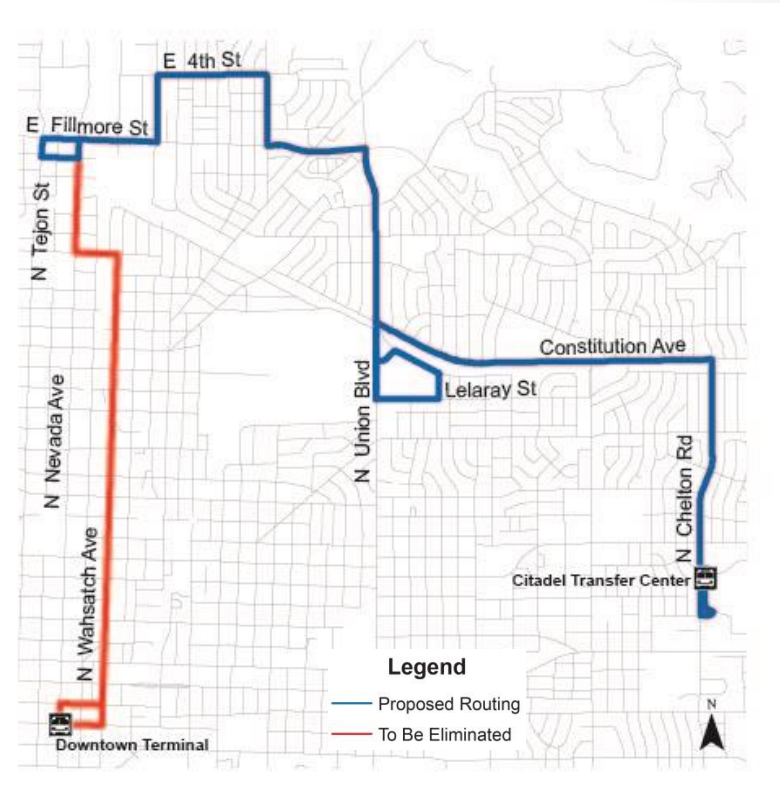 E 4th St
E Fillmore St
N Tejon St
Constitution Ave
N Union Blvd
Lelaray St
N Nevada Ave
N Chelton Rd
N Wahsatch Ave
Citadel Transfer Center
Legend
Proposed Routing
To Be Eliminated
N
Downtown Terminal